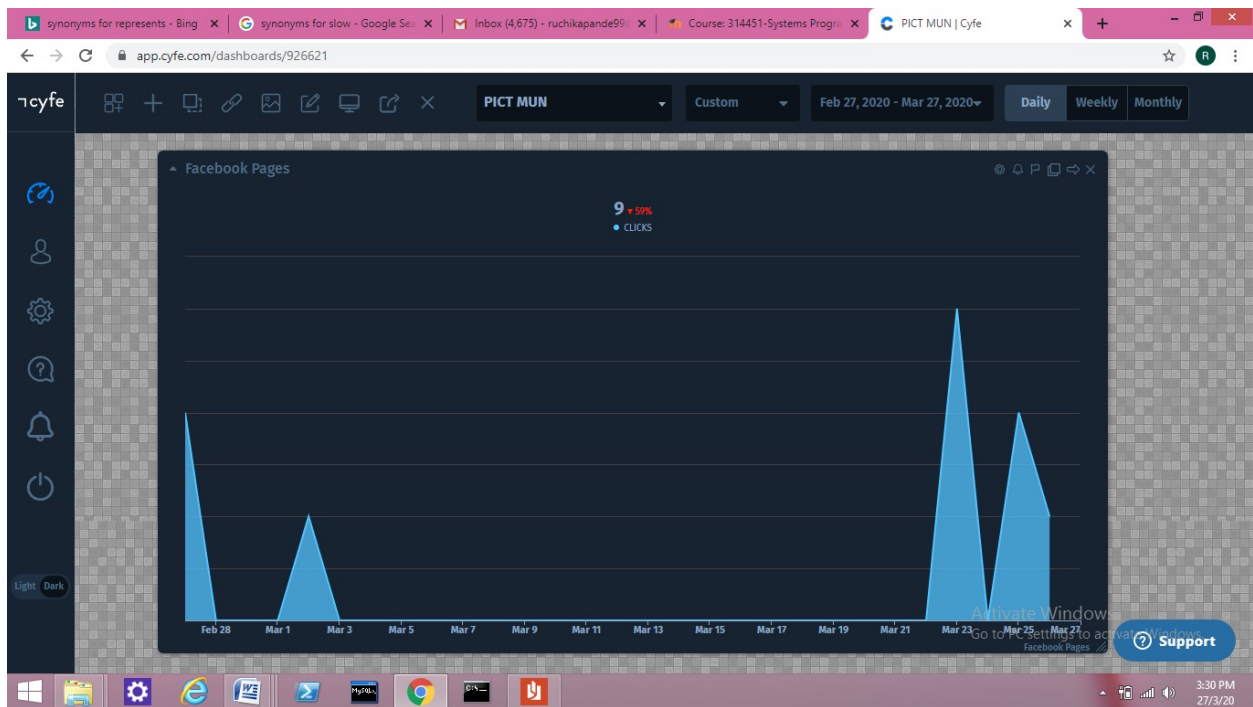 synonyms for represents - Bing
synonyms for slow - Google Sea
Inbox (4,675) - ruchikapande99
Course: 314451-Systems Progra
PICT MUN | Cyfe
app.cyfe.com/dashboards/926621
R
cyfe
PICT MUN
Custom
Feb 27, 2020 - Mar 27, 2020
Daily
Weekly
Monthly
Facebook Pages
9 ▾ 59%
CLICKS
Feb 28 Mar 1 Mar 3 Mar 5 Mar 7 Mar 9 Mar 11 Mar 13 Mar 15 Mar 17 Mar 19 Mar 21 Mar 23 Mar 25 Mar 27
Facebook Pages
Light Dark
Activate Windows
Go to PC settings to activate Windows.
Support
MySQL
3:30 PM
27/3/20